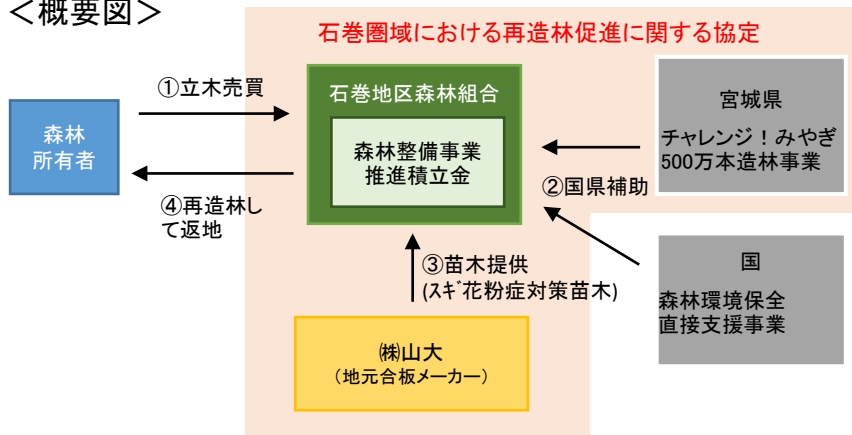 ＜概要図＞
石巻圏域における再造林促進に関する協定
①立木売買
森林
所有者
石巻地区森林組合
森林整備事業
推進積立金
宮城県
チャレンジ！みやぎ
500万本造林事業
②国県補助
④再造林し
て返地
③苗木提供
(ｽｷﾞ花粉症対策苗木)
国
森林環境保全
直接支援事業
㈱山大
（地元合板メーカー）